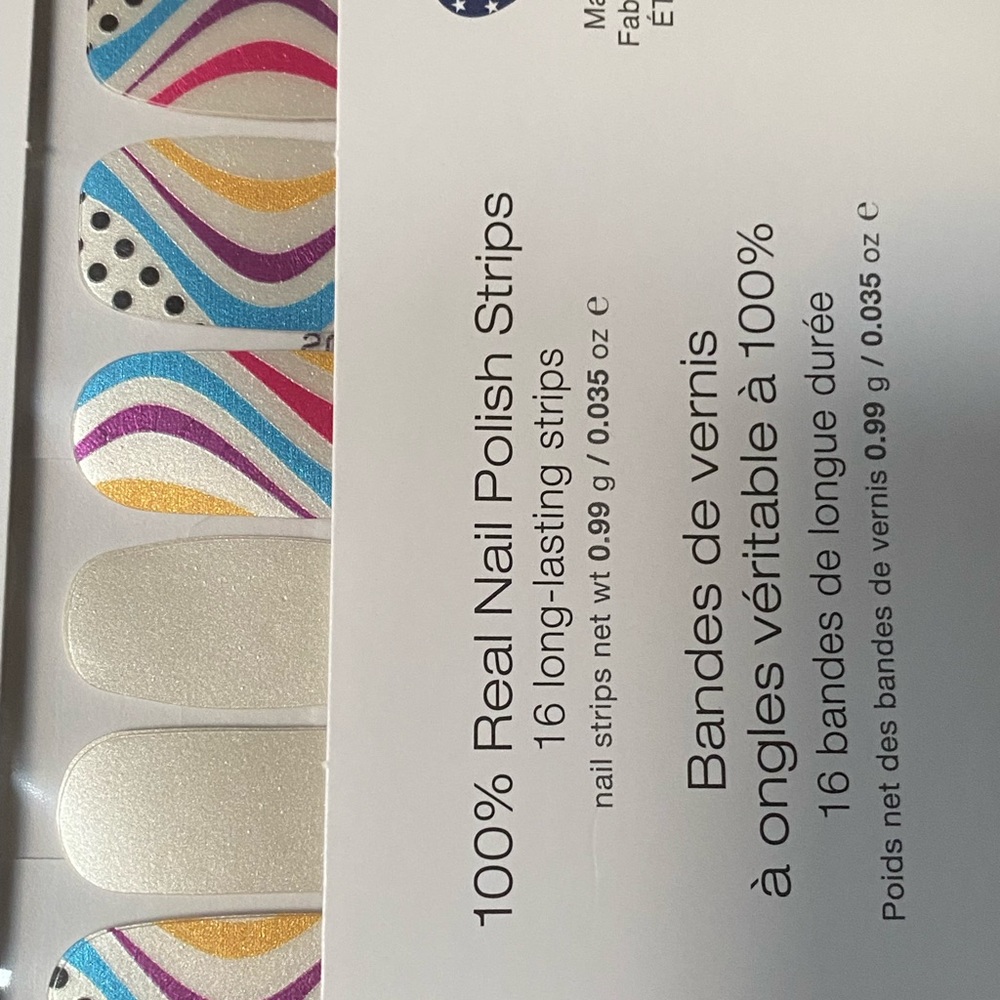 100% Real Nail Polish Strips
16 long-lasting strips
nail strips net wt 0.99 g / 0.035 oz ℮
Bandes de vernis
à ongles véritable à 100%
16 bandes de longue durée
Poids net des bandes de vernis 0.99 g / 0.035 oz ℮